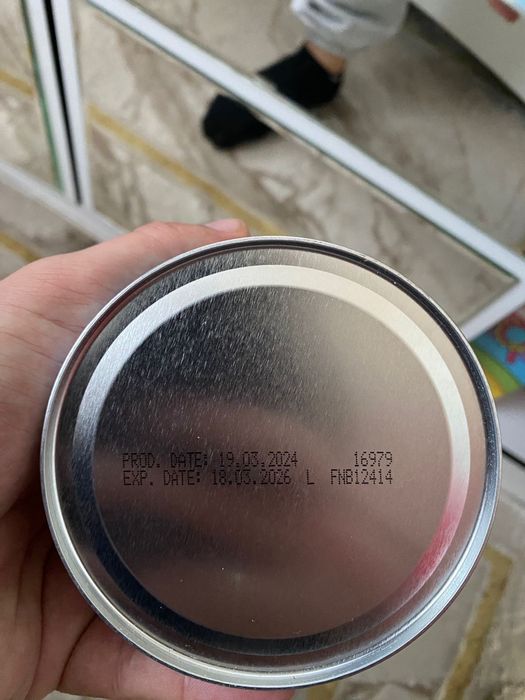 PROD. DATE: 19.03.2024 16979
EXP. DATE: 18.03.2026 L FNB12414